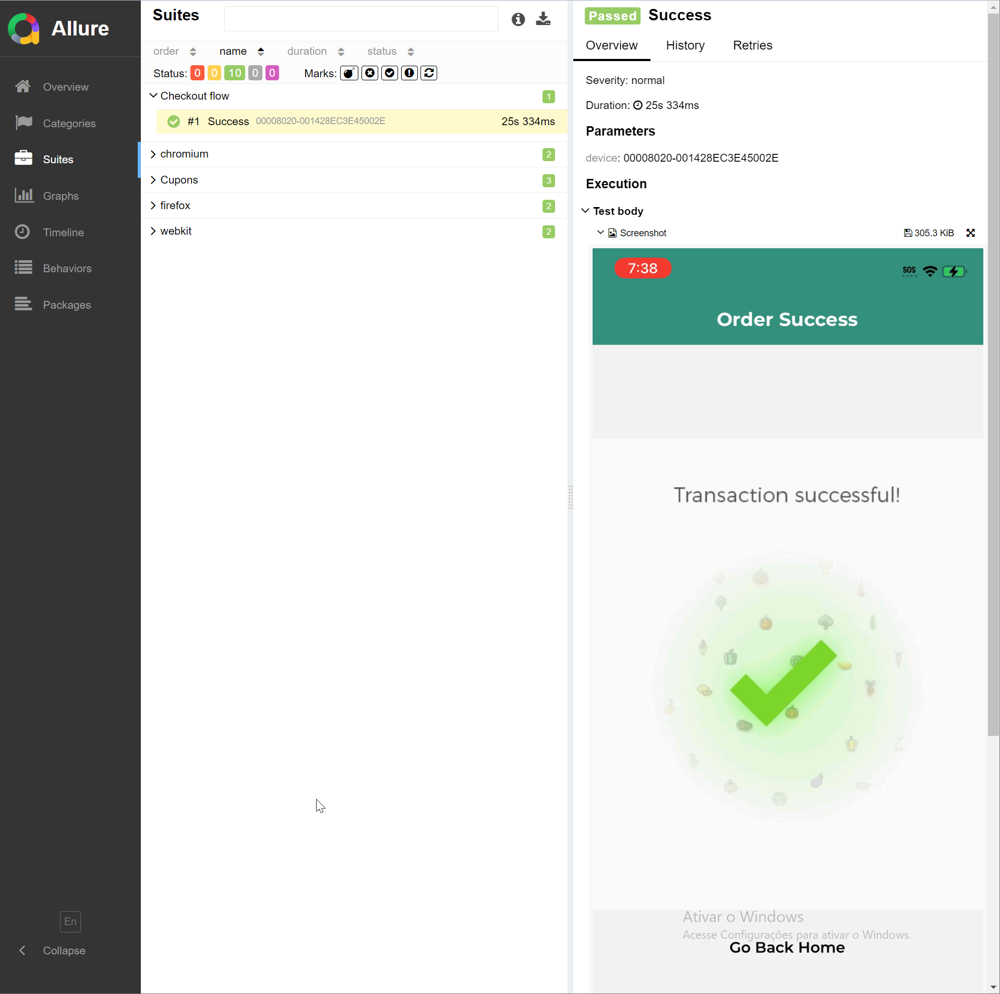 Allure
Overview
Categories
Suites
Graphs
Timeline
Behaviors
Packages
En
Collapse
Suites
order name duration status
Status: 0 0 10 0 0 Marks:
Checkout flow 1
#1 Success 00008020-001428EC3E45002E 25s 334ms
chromium 2
Cupons 3
firefox 2
webkit 2
Passed Success
Overview History Retries
Severity: normal
Duration: 25s 334ms
Parameters
device: 00008020-001428EC3E45002E
Execution
Test body
Screenshot 305.3 KiB
7:38 SOS
Order Success
Transaction successful!
Ativar o Windows
Acesse Configurações para ativar o Windows.
Go Back Home